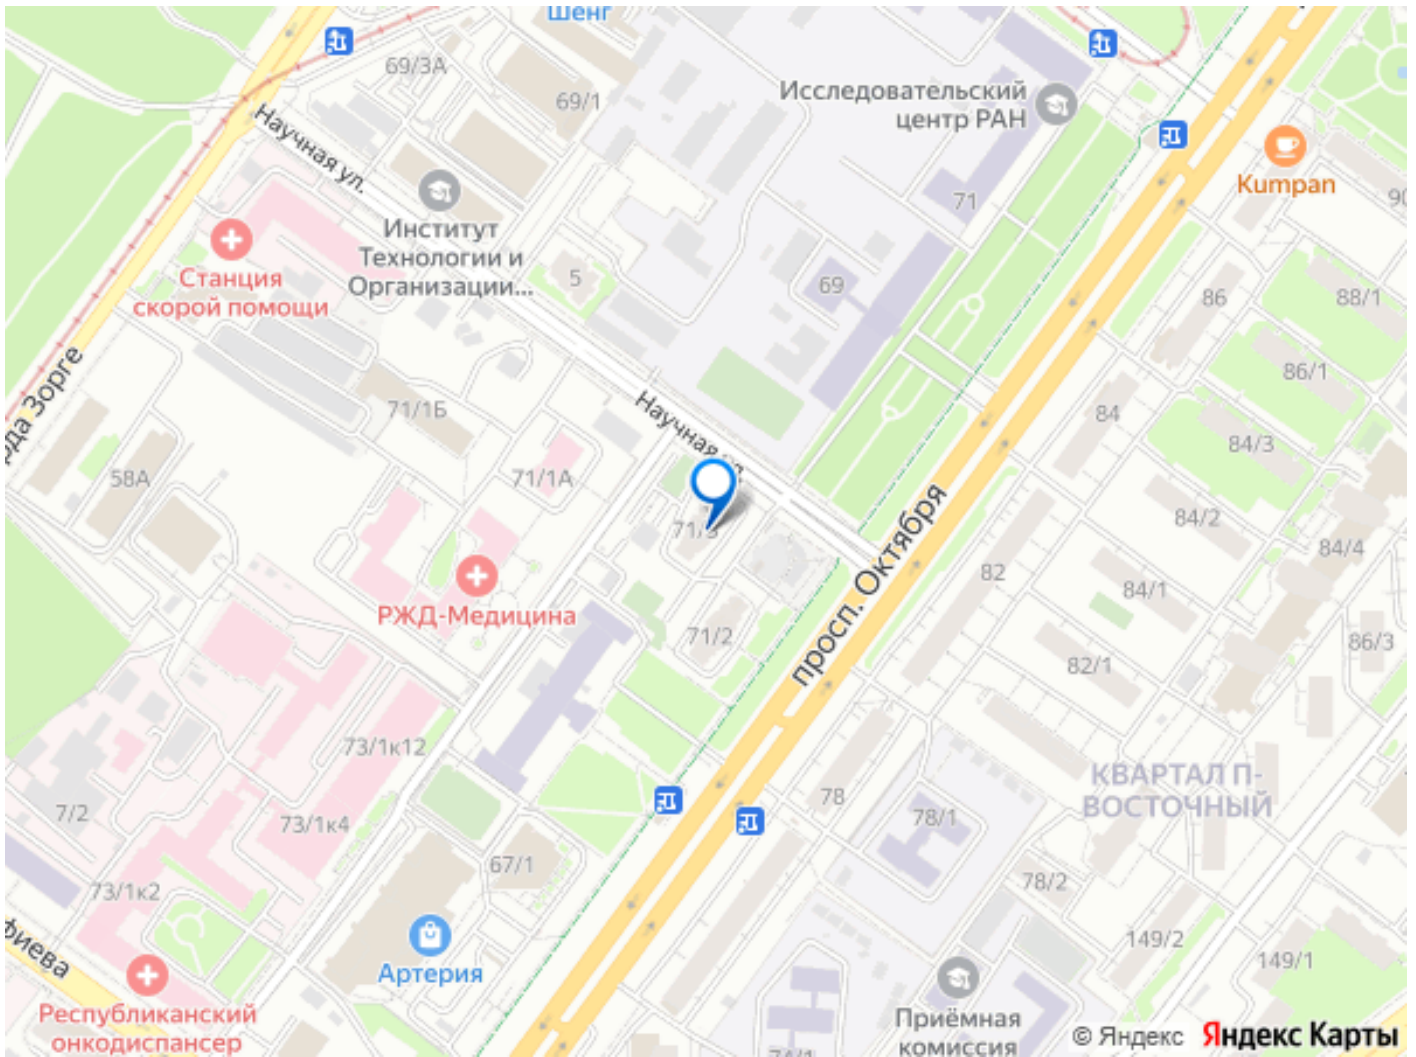 Шенг
69/3А
69/1
Научная ул.
Исследовательский
центр РАН
Kumpan
90
71
Институт
Технологии и
Организации...
Станция
скорой помощи
5
69
86
88/1
86/1
84
84/3
71/1Б
Научная ул.
58А
71/1А
84/2
84/4
просп. Октября
82
84/1
РЖД-Медицина
71/2
82/1
86/3
73/1к12
КВАРТАЛ П-
ВОСТОЧНЫЙ
7/2
73/1к4
78
78/1
67/1
78/2
73/1к2
149/2
149/1
Артерия
Республиканский
онкодиспансер
Приёмная
комиссия
74/1
© Яндекс Яндекс Карты